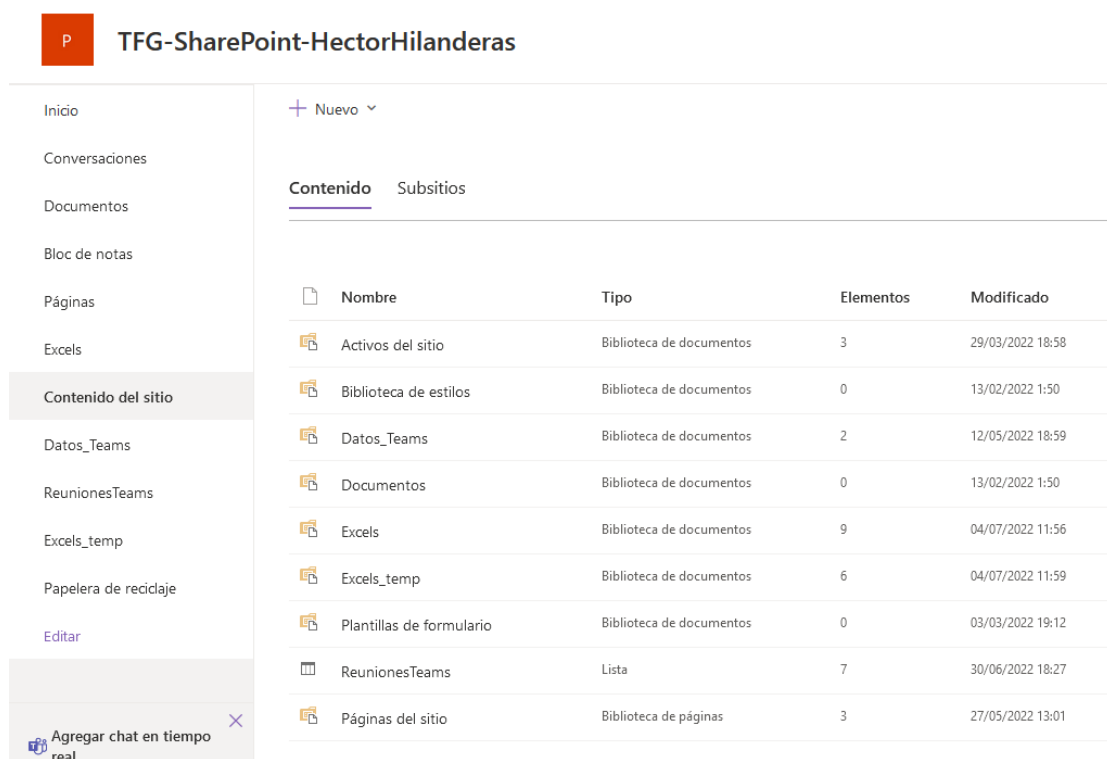 P
TFG-SharePoint-HectorHilanderas
Inicio
Conversaciones
Documentos
Bloc de notas
Páginas
Excels
Contenido del sitio
Datos_Teams
ReunionesTeams
Excels_temp
Papelera de reciclaje
Editar
Agregar chat en tiempo
real
Nuevo
Contenido Subsitios
Nombre Tipo Elementos Modificado
Activos del sitio Biblioteca de documentos 3 29/03/2022 18:58
Biblioteca de estilos Biblioteca de documentos 0 13/02/2022 1:50
Datos_Teams Biblioteca de documentos 2 12/05/2022 18:59
Documentos Biblioteca de documentos 0 13/02/2022 1:50
Excels Biblioteca de documentos 9 04/07/2022 11:56
Excels_temp Biblioteca de documentos 6 04/07/2022 11:59
Plantillas de formulario Biblioteca de documentos 0 03/03/2022 19:12
ReunionesTeams Lista 7 30/06/2022 18:27
Páginas del sitio Biblioteca de páginas 3 27/05/2022 13:01